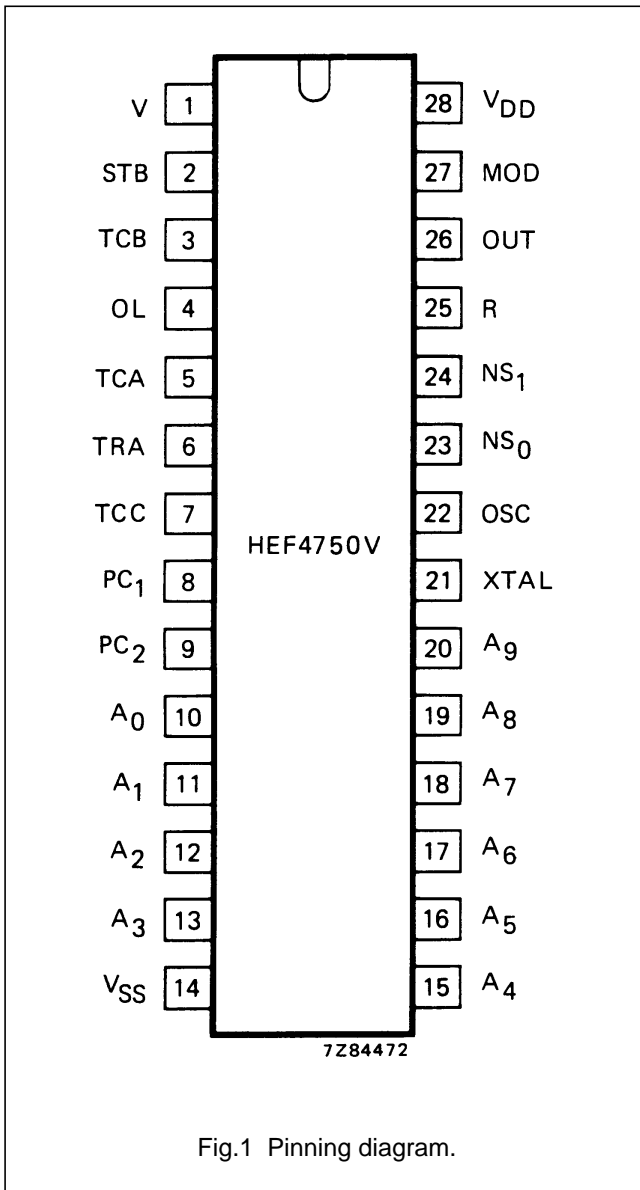 V 1 28 V_DD
STB 2 27 MOD
TCB 3 26 OUT
OL 4 25 R
TCA 5 24 NS₁
TRA 6 23 NS₀
TCC 7 22 OSC
HEF4750V
PC₁ 8 21 XTAL
PC₂ 9 20 A₉
A₀ 10 19 A₈
A₁ 11 18 A₇
A₂ 12 17 A₆
A₃ 13 16 A₅
V_SS 14 15 A₄
7Z84472
Fig.1 Pinning diagram.